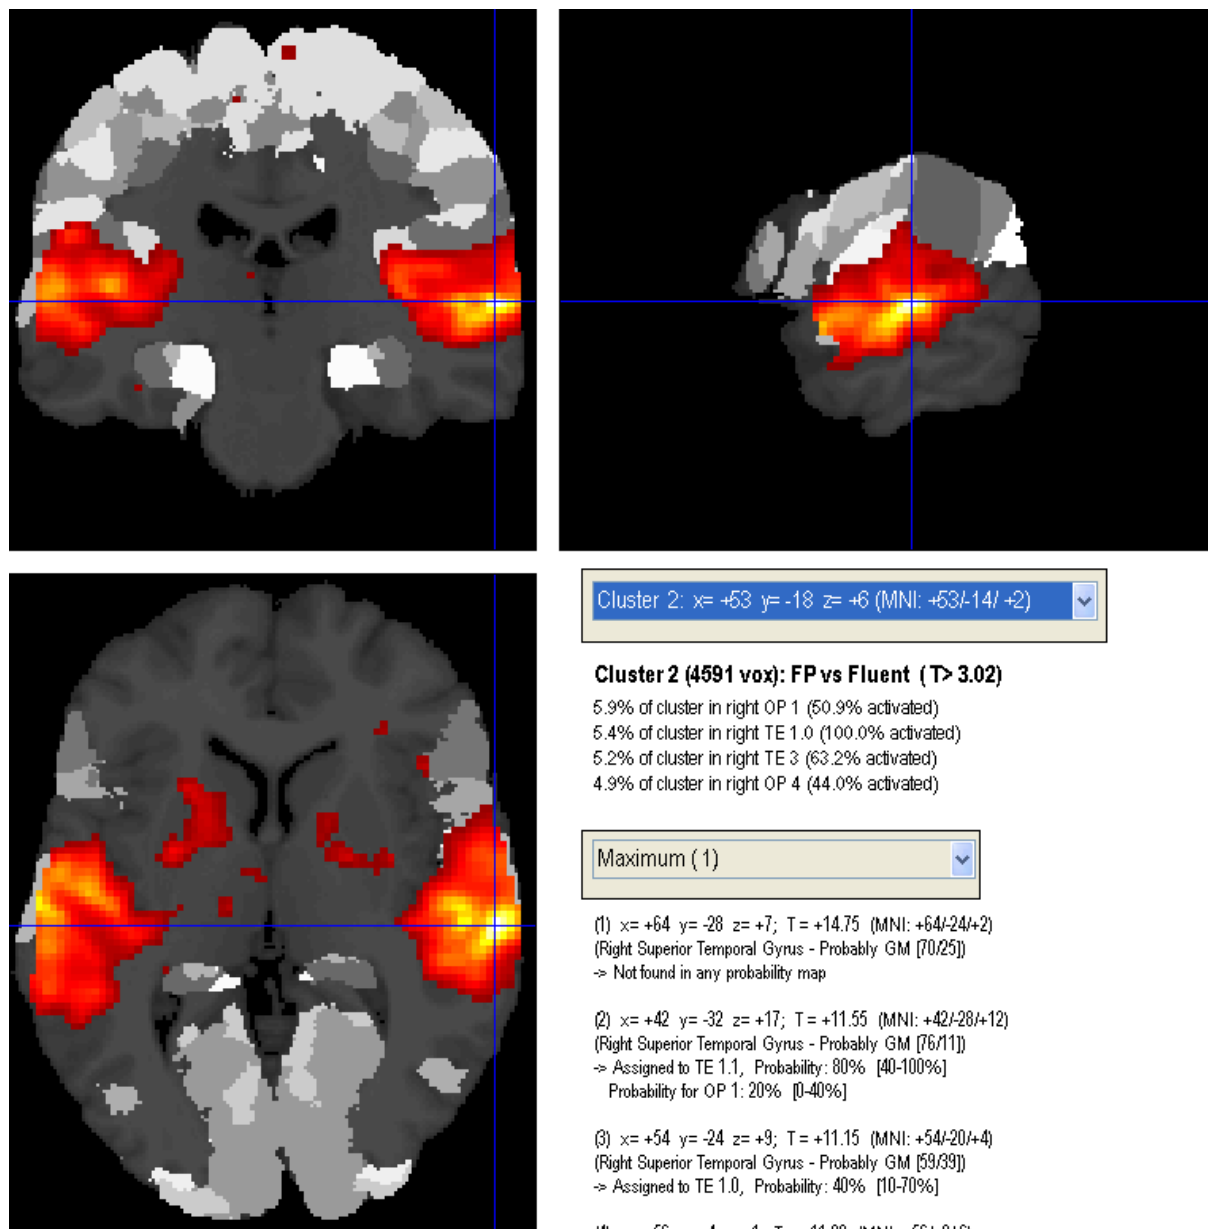 Cluster 2: x= +53 y= -18 z= +6 (MNI: +53/-14/ +2)
Cluster 2 (4591 vox): FP vs Fluent ( T> 3.02)
5.9% of cluster in right OP 1 (50.9% activated)
5.4% of cluster in right TE 1.0 (100.0% activated)
5.2% of cluster in right TE 3 (63.2% activated)
4.9% of cluster in right OP 4 (44.0% activated)
Maximum ( 1)
(1) x= +64 y= -28 z= +7; T = +14.75 (MNI: +64/-24/+2)
(Right Superior Temporal Gyrus - Probably GM [70/25])
-> Not found in any probability map
(2) x= +42 y= -32 z= +17; T = +11.55 (MNI: +42/-28/+12)
(Right Superior Temporal Gyrus - Probably GM [76/11])
-> Assigned to TE 1.1, Probability: 80% [40-100%]
Probability for OP 1: 20% [0-40%]
(3) x= +54 y= -24 z= +9; T = +11.15 (MNI: +54/-20/+4)
(Right Superior Temporal Gyrus - Probably GM [59/39])
-> Assigned to TE 1.0, Probability: 40% [10-70%]